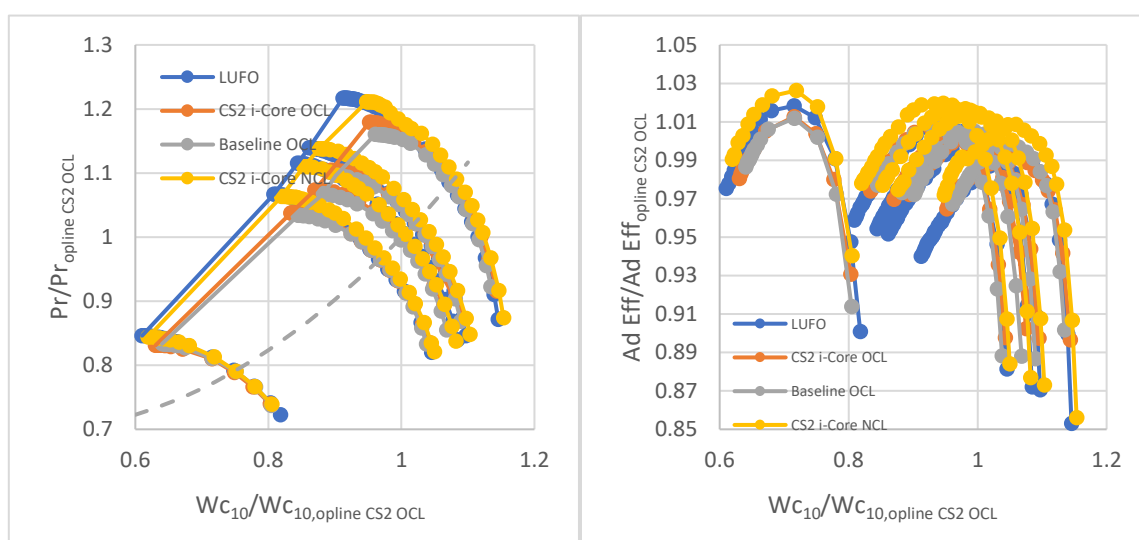 1.3
1.2
1.1
1
0.9
0.8
0.7
0.6
0.8
1
1.2
Pr/Pr opline CS2 OCL
Wc10/Wc10,opline CS2 OCL
LUFO
CS2 i-Core OCL
Baseline OCL
CS2 i-Core NCL
1.05
1.03
1.01
0.99
0.97
0.95
0.93
0.91
0.89
0.87
0.85
0.6
0.8
1
1.2
Ad Eff/Ad Eff opline CS2 OCL
Wc10/Wc10,opline CS2 OCL
LUFO
CS2 i-Core OCL
Baseline OCL
CS2 i-Core NCL